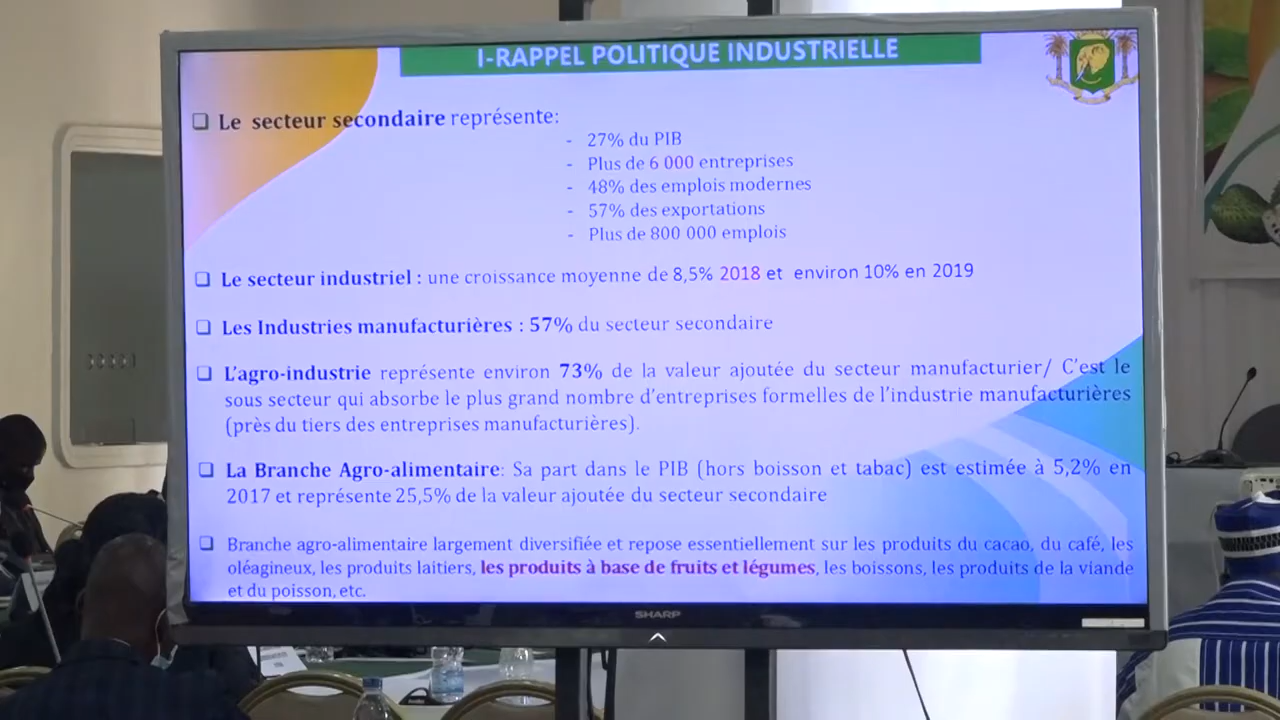 I-RAPPEL POLITIQUE INDUSTRIELLE
Le secteur secondaire représente:
- 27% du PIB
- Plus de 6 000 entreprises
- 48% des emplois modernes
- 57% des exportations
- Plus de 800 000 emplois
Le secteur industriel : une croissance moyenne de 8,5% 2018 et environ 10% en 2019
Les Industries manufacturières : 57% du secteur secondaire
L'agro-industrie représente environ 73% de la valeur ajoutée du secteur manufacturier/ C'est le
sous secteur qui absorbe le plus grand nombre d'entreprises formelles de l'industrie manufacturières
(près du tiers des entreprises manufacturières).
La Branche Agro-alimentaire: Sa part dans le PIB (hors boisson et tabac) est estimée à 5,2% en
2017 et représente 25,5% de la valeur ajoutée du secteur secondaire
Branche agro-alimentaire largement diversifiée et repose essentiellement sur les produits du cacao, du café, les
oléagineux, les produits laitiers, les produits à base de fruits et légumes, les boissons, les produits de la viande
et du poisson, etc.
SHARP